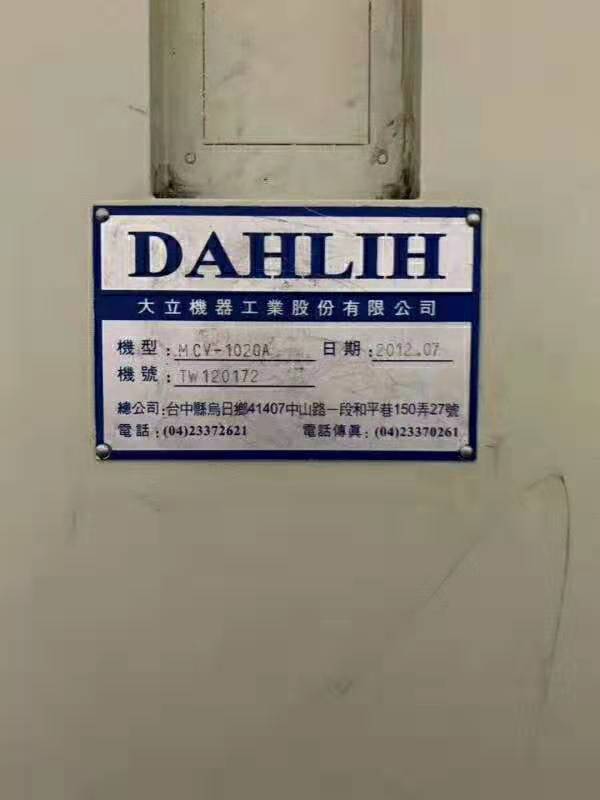 DAHLIH
大立機器工業股份有限公司
機型:MCV-1020A 日期:2012.07
機號:TW120172
總公司:台中縣烏日鄉41407中山路一段和平巷150弄27號
電話:(04)23372621 電話傳眞:(04)23370261